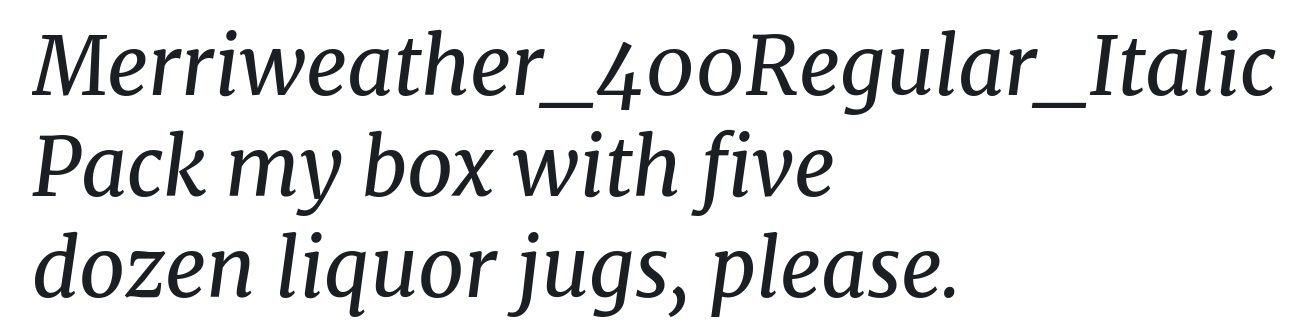 Merriweather_400Regular_Italic
Pack my box with five
dozen liquor jugs, please.